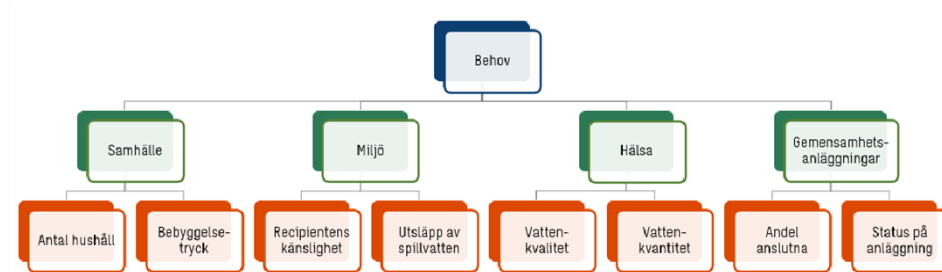 Behov
Samhälle
Miljö
Hälsa
Gemensamhets-
anläggningar
Antal hushåll
Bebyggelse-
tryck
Recipientens
känslighet
Utsläpp av
spillvatten
Vatten-
kvalitet
Vatten-
kvantitet
Andel
anslutna
Status på
anläggning